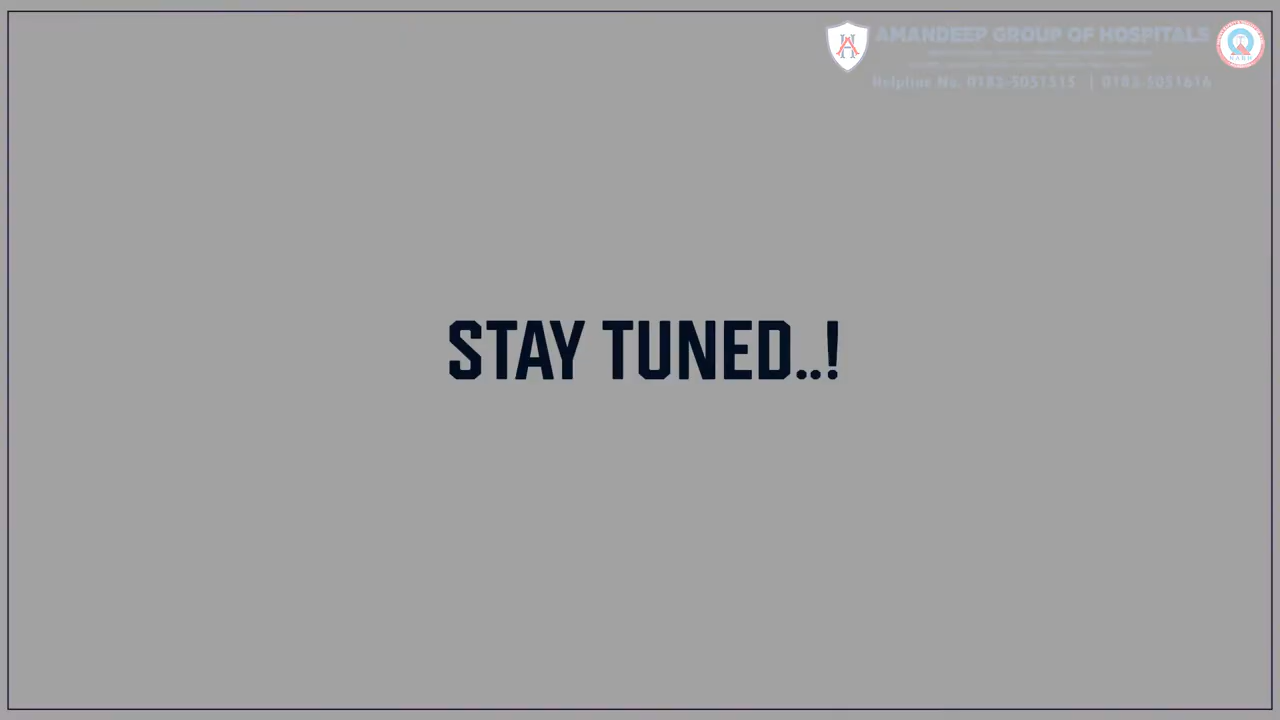 AMANDEEP GROUP OF HOSPITALS
Helpline No. 0183-5051515 | 0183-5051616
STAY TUNED..!